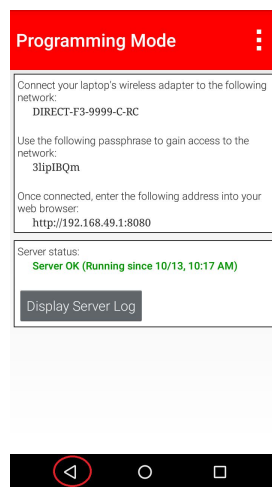 Programming Mode
Connect your laptop's wireless adapter to the following
network:
DIRECT-F3-9999-C-RC
Use the following passphrase to gain access to the
network:
3lipIBQm
Once connected, enter the following address into your
web browser:
http://192.168.49.1:8080
Server status:
Server OK (Running since 10/13, 10:17 AM)
Display Server Log